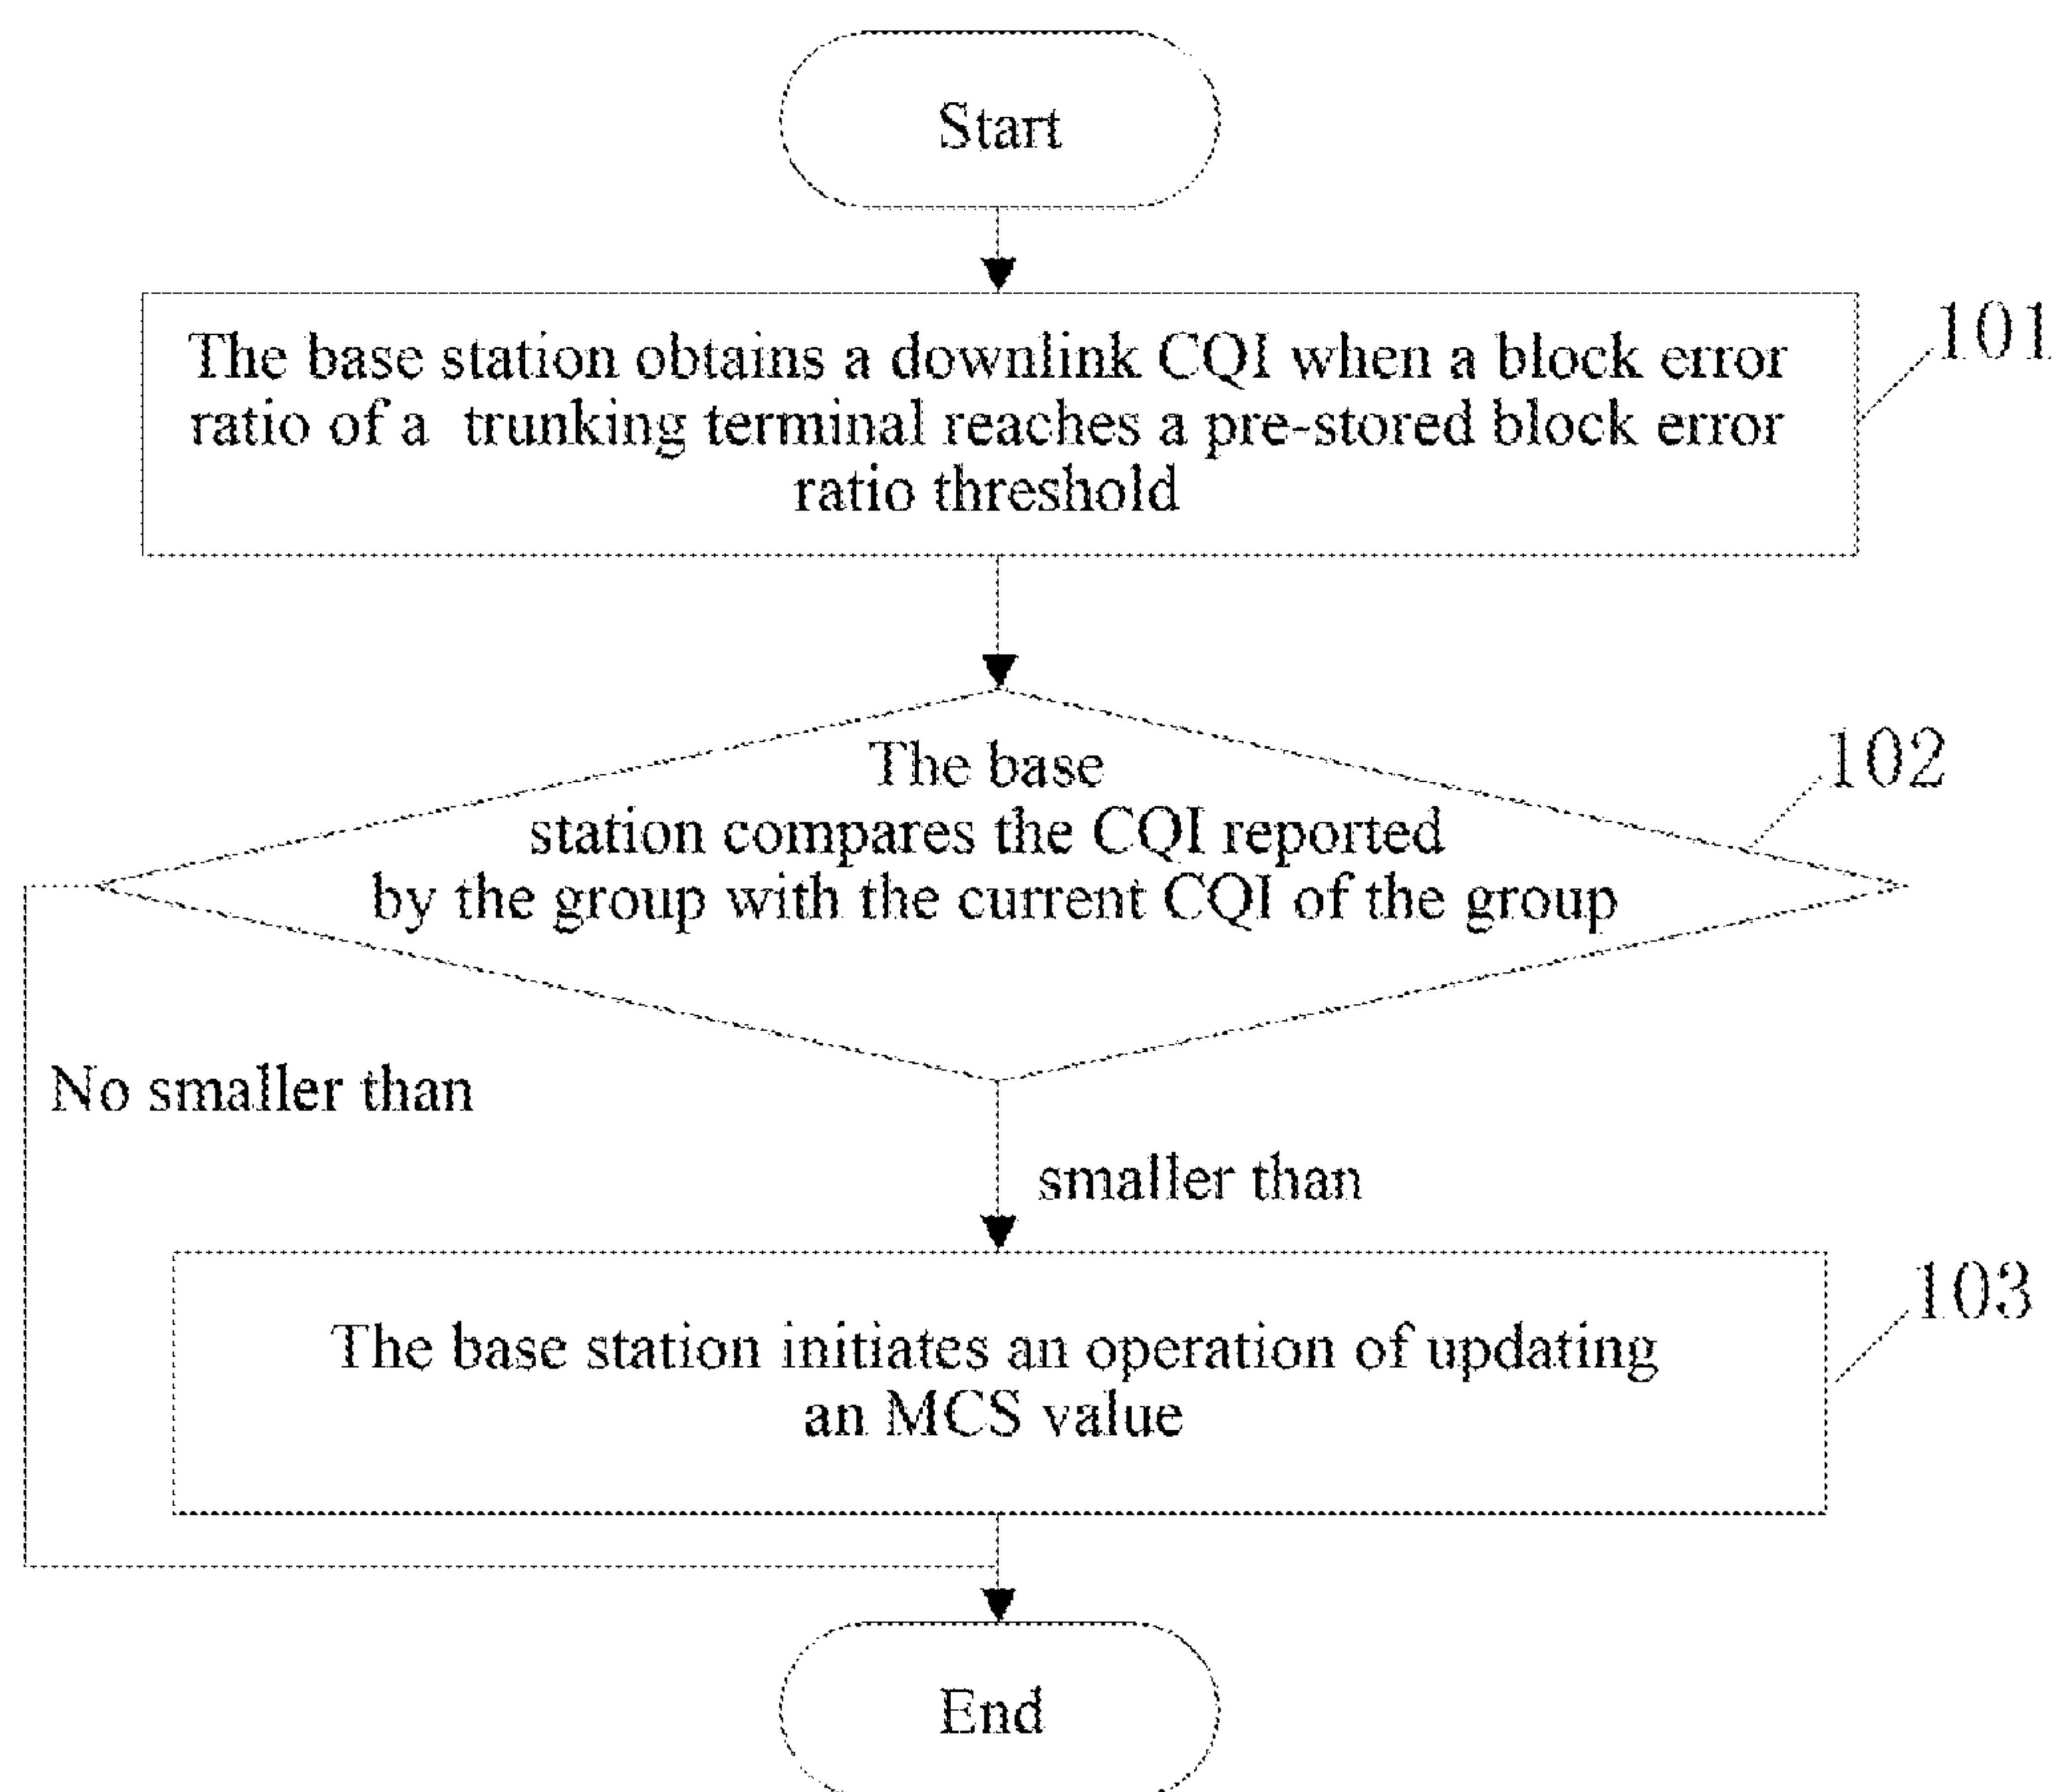 Start
The base station obtains a downlink CQI when a block error
ratio of a trunking terminal reaches a pre-stored block error
ratio threshold
101
The base
station compares the CQI reported
by the group with the current CQI of the group
102
No smaller than
smaller than
The base station initiates an operation of updating
an MCS value
103
End